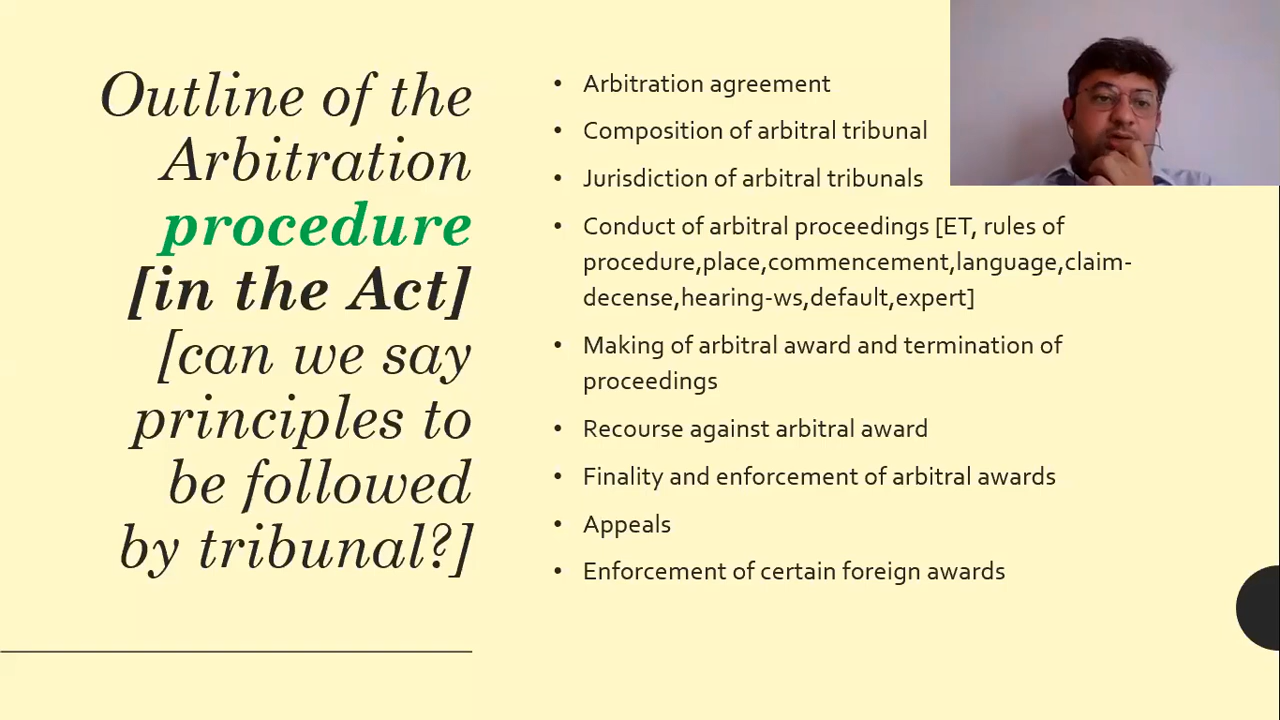 Outline of the
Arbitration
procedure
[in the Act]
[can we say
principles to
be followed
by tribunal?]
• Arbitration agreement
• Composition of arbitral tribunal
• Jurisdiction of arbitral tribunals
• Conduct of arbitral proceedings [ET, rules of
procedure,place,commencement,language,claim-
decense,hearing-ws,default,expert]
• Making of arbitral award and termination of
proceedings
• Recourse against arbitral award
• Finality and enforcement of arbitral awards
• Appeals
• Enforcement of certain foreign awards